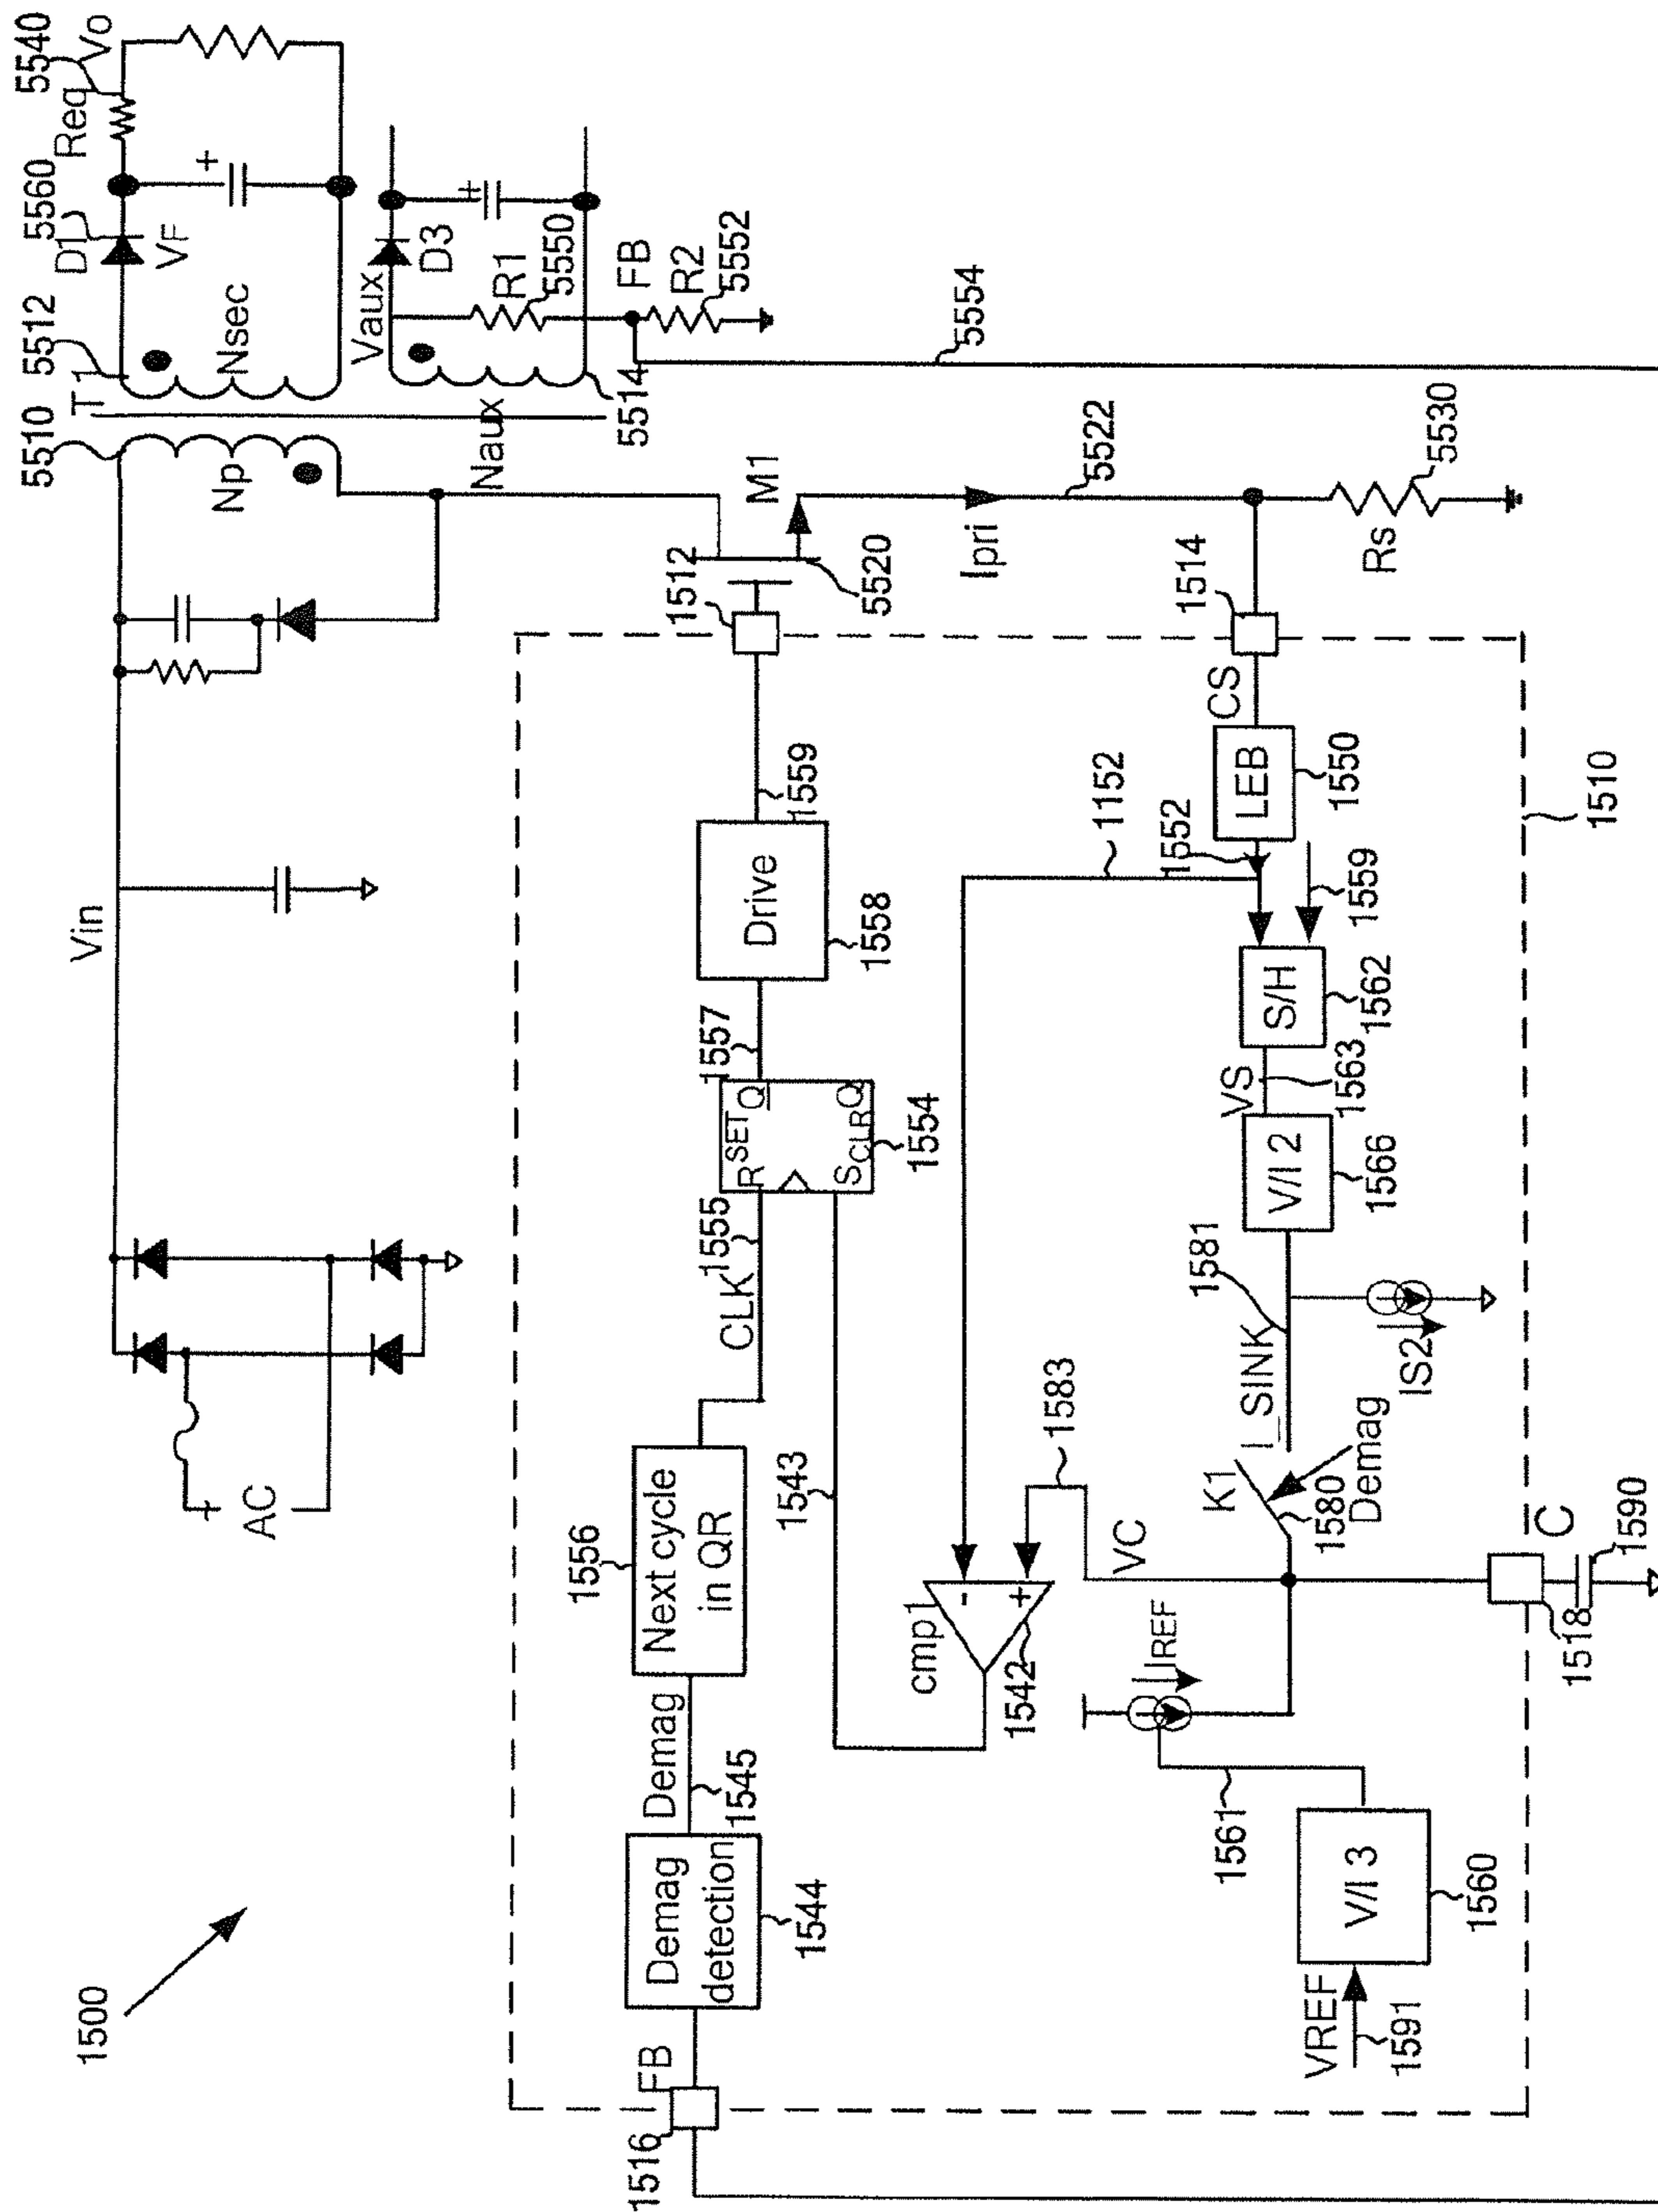 1500
AC
Vin
5510
T1
5512
D1
5560
VF
Req
5540
Vo
Np
Nsec
Vaux
D3
R1
5550
FB
R2
5552
Naux
5514
5554
1516
FB
Demag
detection
1544
Demag
1545
1556
Next cycle
in QR
CLK
1555
R SET Q
S CLR Q
1554
1557
Drive
1558
1559
1512
M1
5520
Ipri
5522
1543
cmp1
-
+
1542
1583
1152
1552
1514
CS
LEB
1550
1559
S/H
1562
VS
1563
V/I 2
1566
1581
I_SINK
IS2
K1
1580
Demag
VC
IREF
1561
V/I 3
1560
VREF
1591
1518
C
1590
1510
Rs
5530
+
+
+